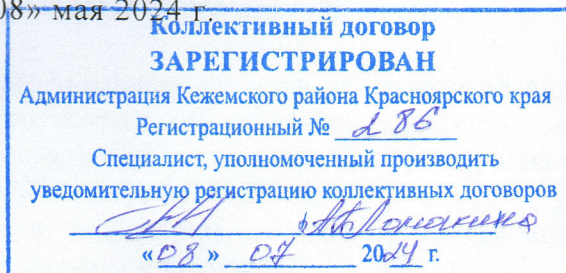 08» мая 2024 г.
Коллективный договор
ЗАРЕГИСТРИРОВАН
Администрация Кежемского района Красноярского края
Регистрационный № 286
Специалист, уполномоченный производить
уведомительную регистрацию коллективных договоров
Ломакина
«08» 07 2024 г.